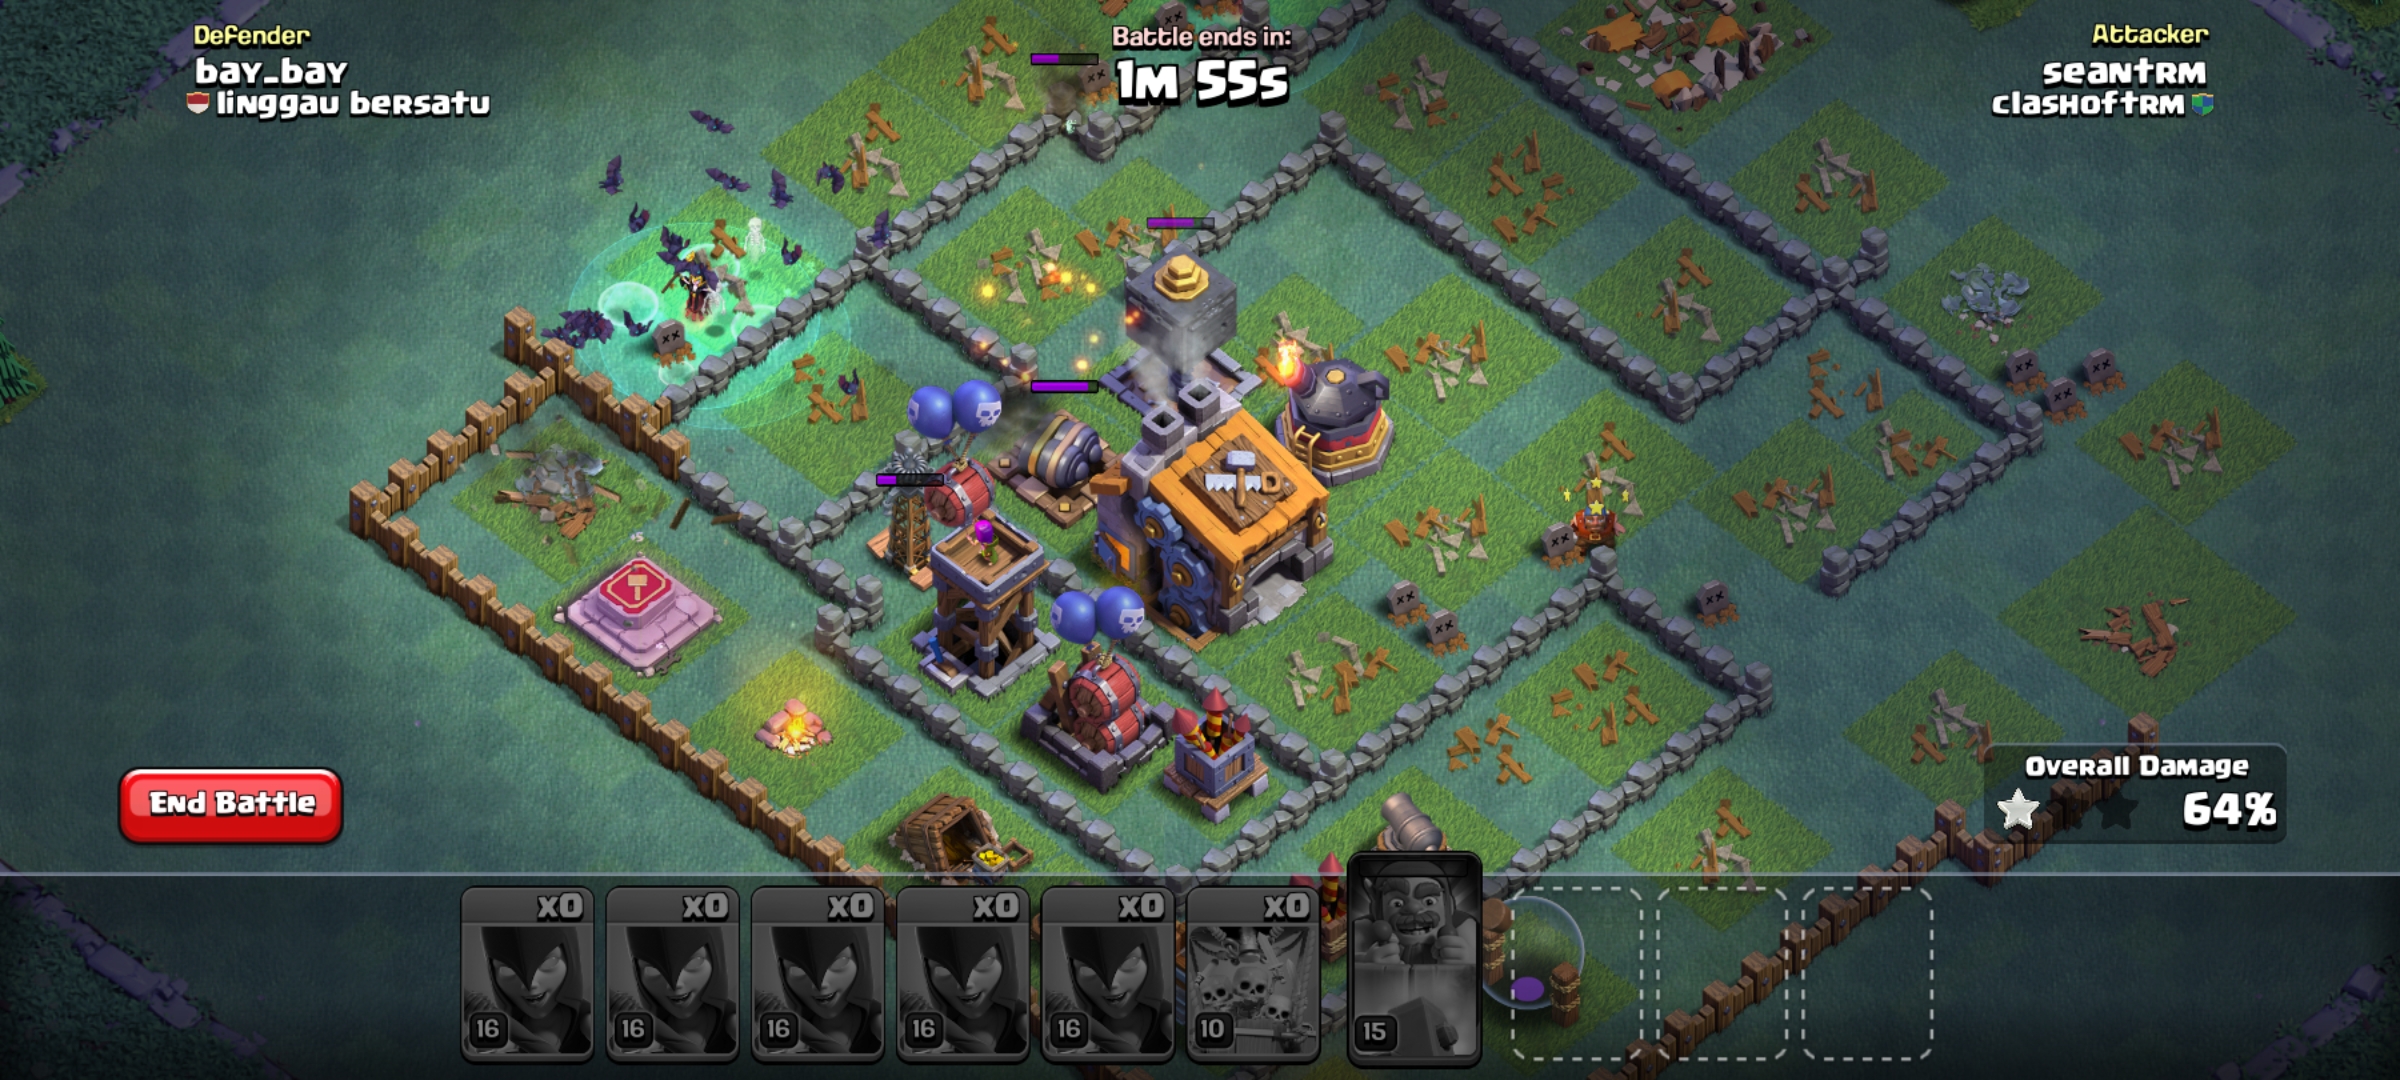 Defender
bay_bay
linggau bersatu
Battle ends in:
1M 55s
Attacker
seantRM
clashoftRM
End Battle
Overall Damage
64%
x0
x0
x0
x0
x0
x0
16
16
16
16
16
10
15